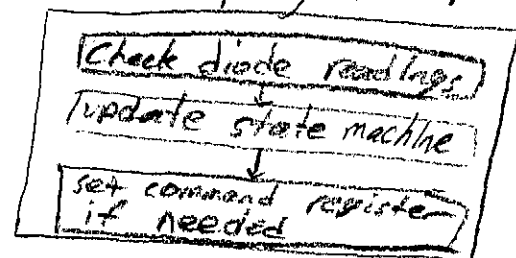 Check diode readings
update state machine
set command register
if needed